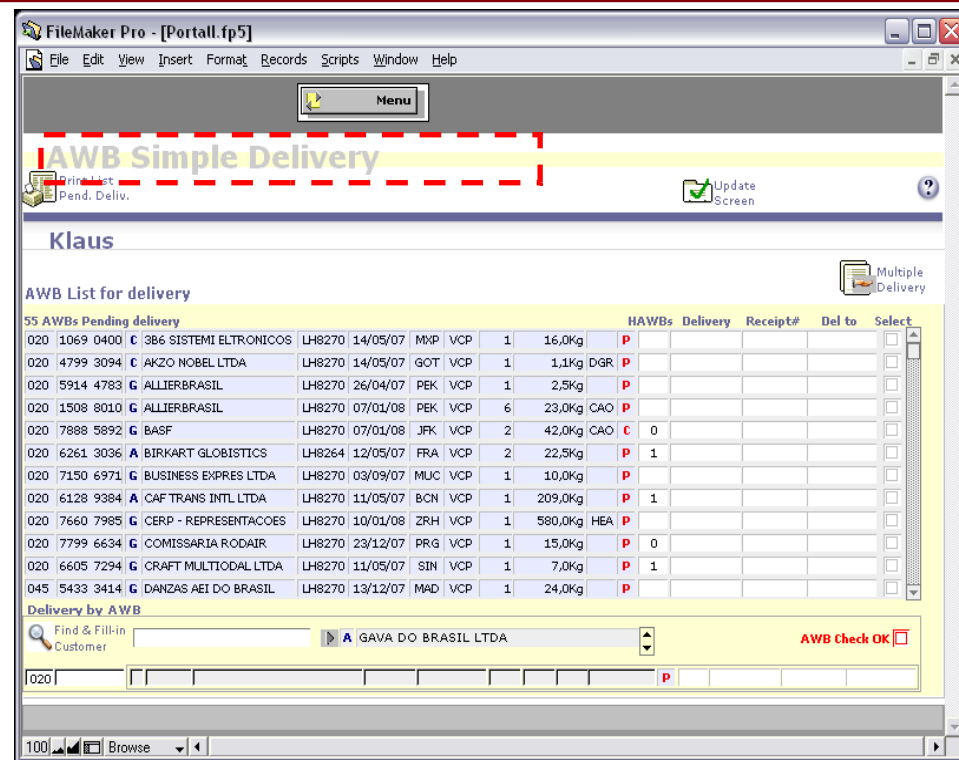 FileMaker Pro - [Portall.fp5]
File Edit View Insert Format Records Scripts Window Help
Menu
AWB Simple Delivery
Print List
Pend. Deliv.
Update
Screen
?
Klaus
Multiple
Delivery
AWB List for delivery
55 AWBs Pending delivery HAWBs Delivery Receipt# Del to Select
020 1069 0400 C 3B6 SISTEMI ELTRONICOS LH8270 14/05/07 MXP VCP 1 16,0Kg P
020 4799 3094 C AKZO NOBEL LTDA LH8270 14/05/07 GOT VCP 1 1,1Kg DGR P
020 5914 4783 G ALLIERBRASIL LH8270 26/04/07 PEK VCP 1 2,5Kg P
020 1508 8010 G ALLIERBRASIL LH8270 07/01/08 PEK VCP 6 23,0Kg CAO P
020 7888 5892 G BASF LH8270 07/01/08 JFK VCP 2 42,0Kg CAO C 0
020 6261 3036 A BIRKART GLOBISTICS LH8264 12/05/07 FRA VCP 2 22,5Kg P 1
020 7150 6971 G BUSINESS EXPRES LTDA LH8270 03/09/07 MUC VCP 1 10,0Kg P
020 6128 9384 A CAF TRANS INTL LTDA LH8270 11/05/07 BCN VCP 1 209,0Kg P 1
020 7660 7985 G CERP - REPRESENTACOES LH8270 10/01/08 ZRH VCP 1 580,0Kg HEA P
020 7799 6634 G COMISSARIA RODAIR LH8270 23/12/07 PRG VCP 1 15,0Kg P 0
020 6605 7294 G CRAFT MULTIODAL LTDA LH8270 11/05/07 SIN VCP 1 7,0Kg P 1
045 5433 3414 G DANZAS AEI DO BRASIL LH8270 13/12/07 MAD VCP 1 24,0Kg P
Delivery by AWB
Find & Fill-in
Customer
A GAVA DO BRASIL LTDA
AWB Check OK
020 P
100 Browse